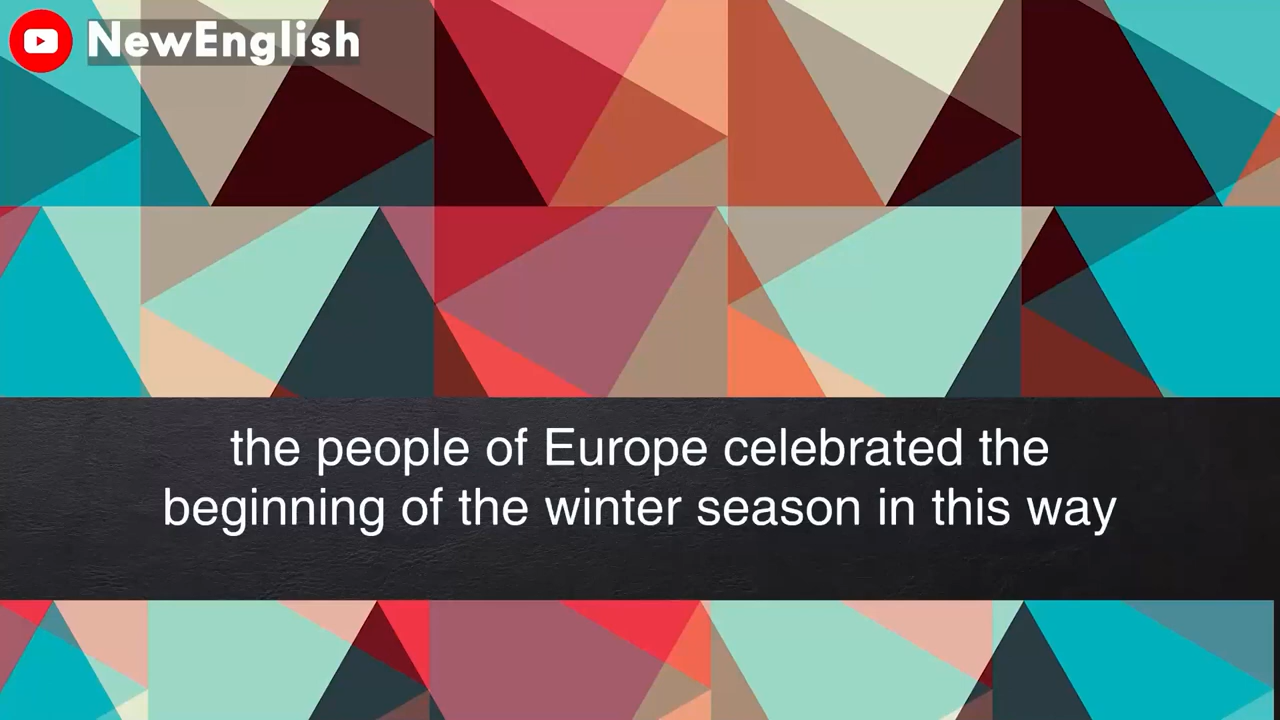 NewEnglish
the people of Europe celebrated the
beginning of the winter season in this way